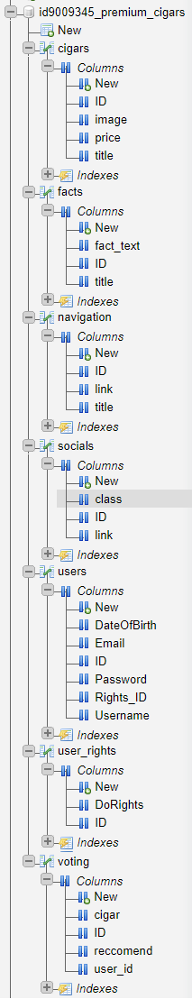 id9009345_premium_cigars
New
cigars
Columns
New
ID
image
price
title
Indexes
facts
Columns
New
fact_text
ID
title
Indexes
navigation
Columns
New
ID
link
title
Indexes
socials
Columns
New
class
ID
link
Indexes
users
Columns
New
DateOfBirth
Email
ID
Password
Rights_ID
Username
Indexes
user_rights
Columns
New
DoRights
ID
Indexes
voting
Columns
New
cigar
ID
reccomend
user_id
Indexes